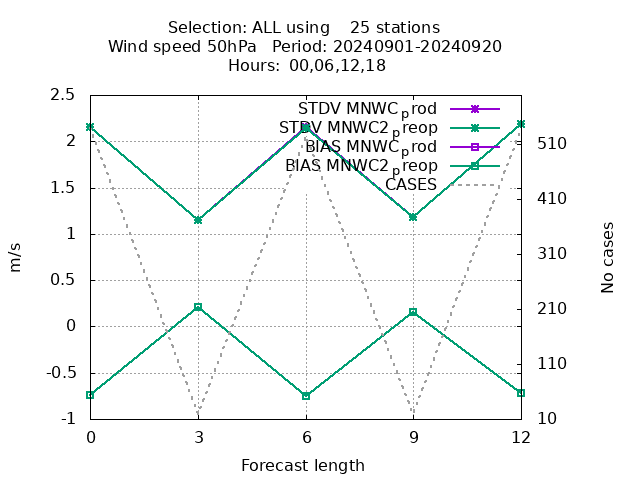 Selection: ALL using    25 stations
Wind speed 50hPa   Period: 20240901-20240920
Hours: 00,06,12,18
STDV MNWC_prod
STDV MNWC2_preop
BIAS MNWC_prod
BIAS MNWC2_preop
CASES
2.5
2
1.5
1
0.5
0
-0.5
-1
m/s
510
410
310
210
110
10
No cases
0 3 6 9 12
Forecast length